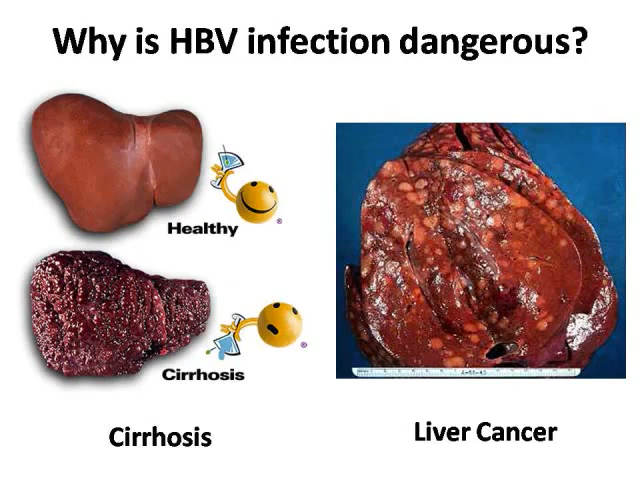 Why is HBV infection dangerous?
Healthy
®
Cirrhosis
®
Cirrhosis
Liver Cancer